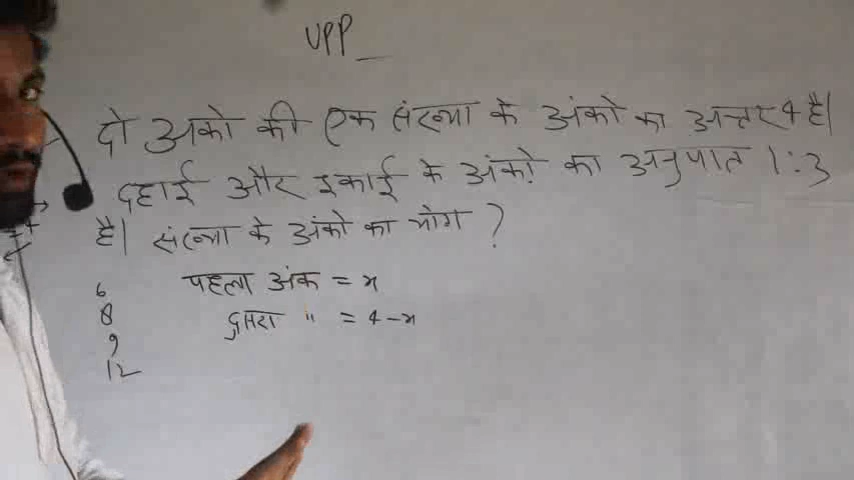 UPP
दो अंको की एक संख्या के अंको का अन्तर 4 है।
दहाई और इकाई के अंको का अनुपात 1:3
है। संख्या के अंको का योग ?
पहला अंक = x
दुसरा " = 4-x
6
8
9
12